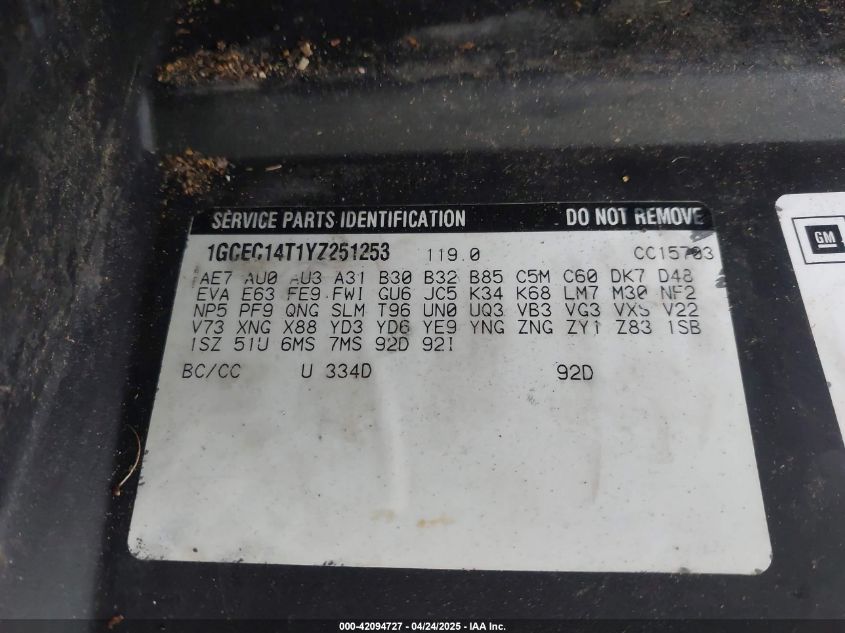 SERVICE PARTS IDENTIFICATION DO NOT REMOVE
1GCEC14T1YZ251253 119.0 CC15703
AE7 AU0 AU3 A31 B30 B32 B85 C5M C60 DK7 D48
EVA E63 FE9 FWI GU6 JC5 K34 K68 LM7 M30 NF2
NP5 PF9 QNG SLM T96 UN0 UQ3 VB3 VG3 VXS V22
V73 XNG X88 YD3 YD6 YE9 YNG ZNG ZY1 Z83 1SB
1SZ 51U 6MS 7MS 92D 92I
BC/CC U 334D 92D
GM
000-42094727 - 04/24/2025 - IAA Inc.